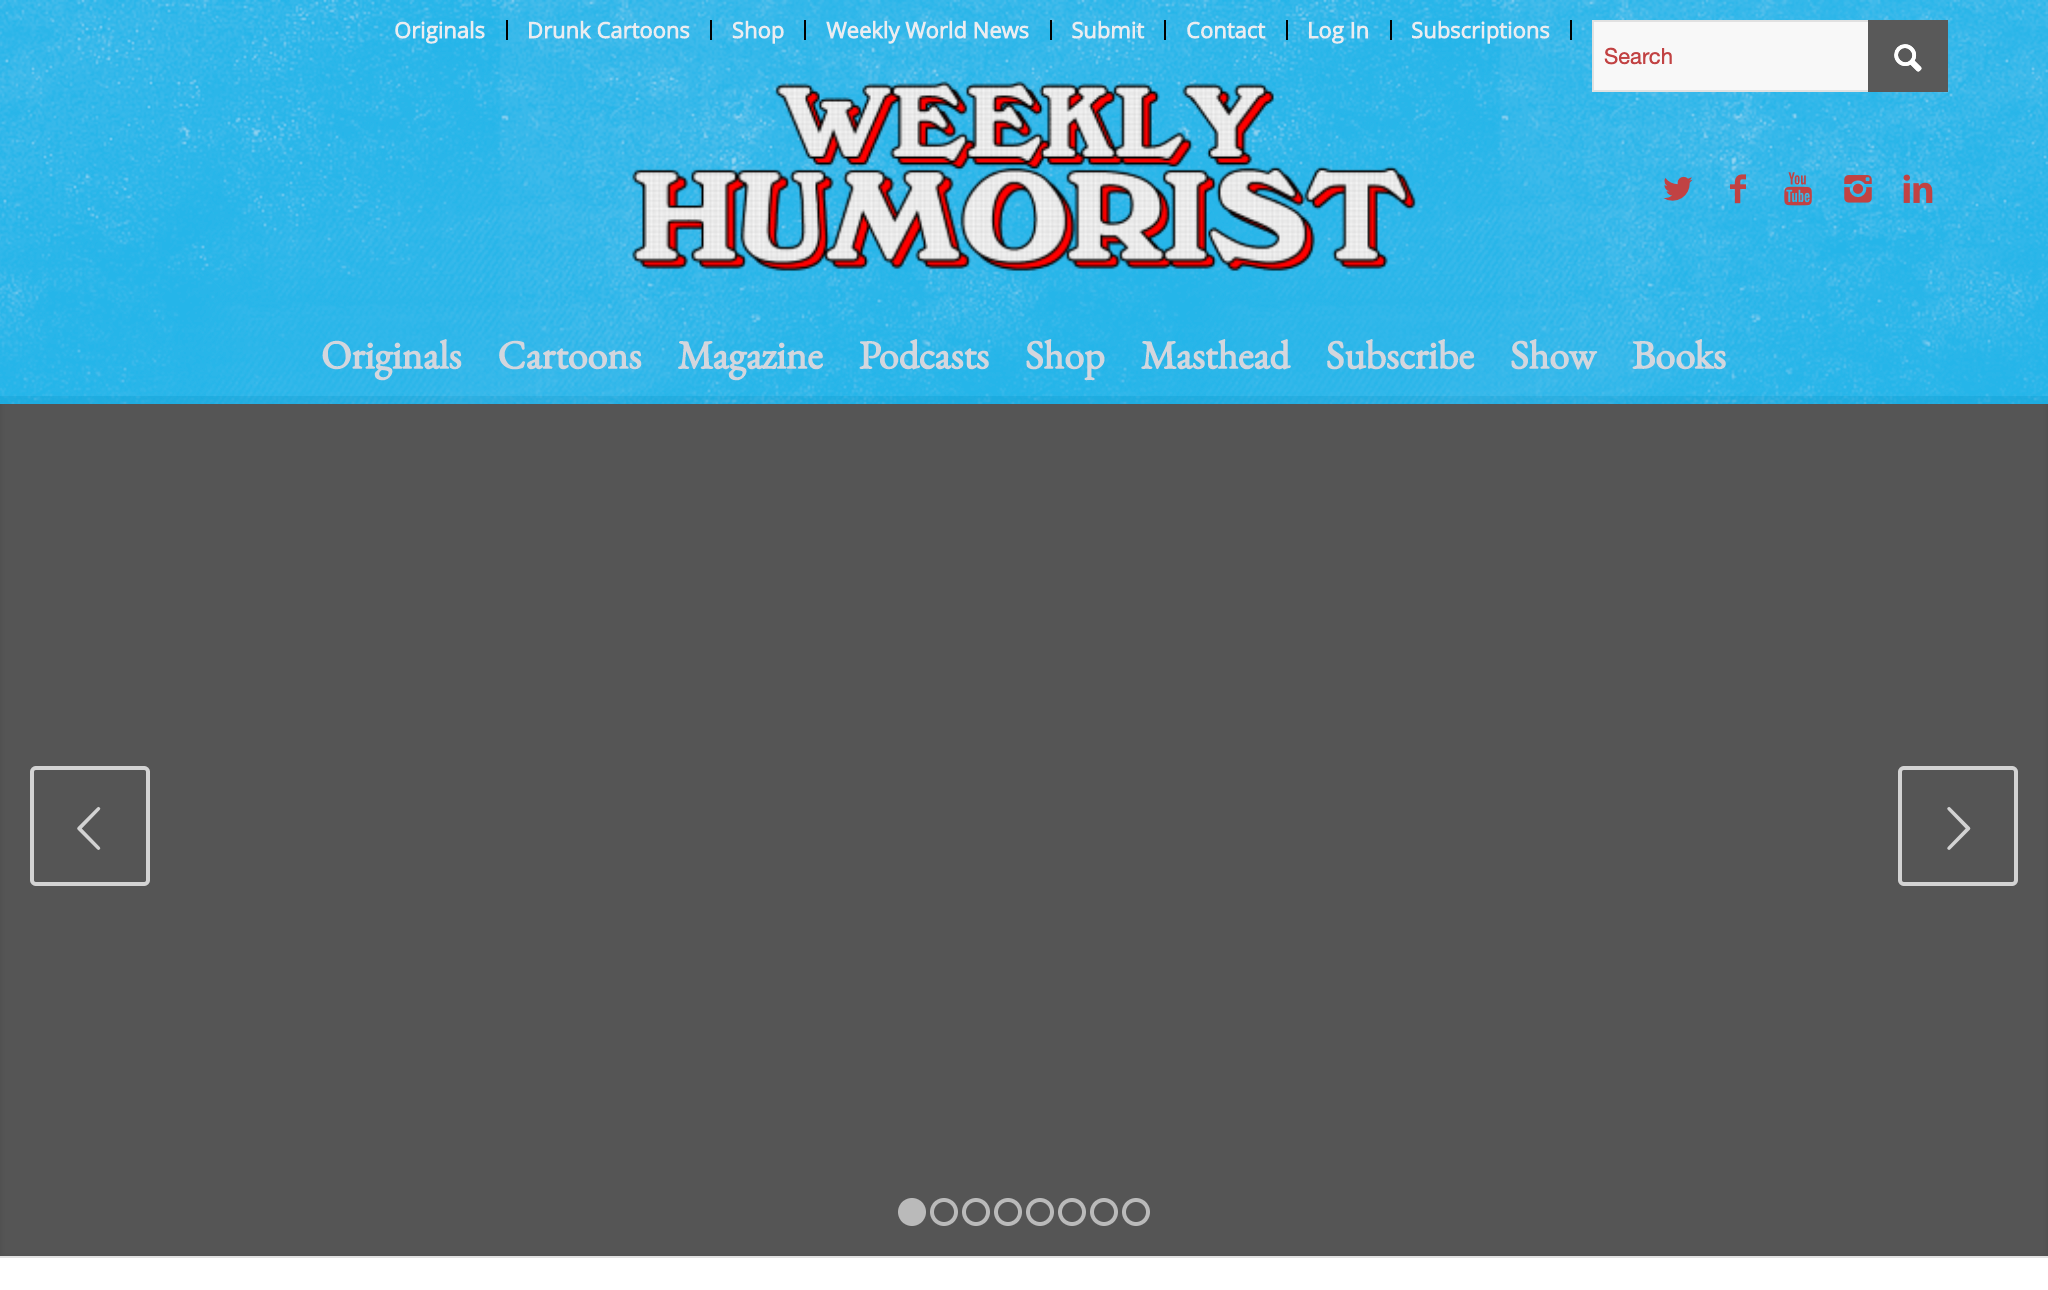 Originals Drunk Cartoons Shop Weekly World News Submit Contact Log In Subscriptions
Search
WEEKLY
HUMORIST
You
Tube
Originals Cartoons Magazine Podcasts Shop Masthead Subscribe Show Books